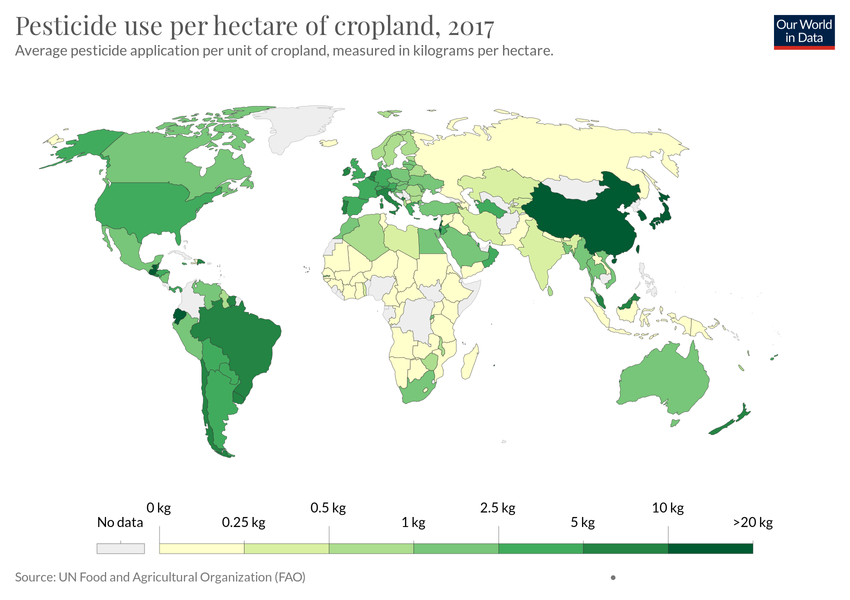 Pesticide use per hectare of cropland, 2017
Average pesticide application per unit of cropland, measured in kilograms per hectare.
Our World
in Data
No data
0 kg
0.25 kg
0.5 kg
1 kg
2.5 kg
5 kg
10 kg
>20 kg
Source: UN Food and Agricultural Organization (FAO)